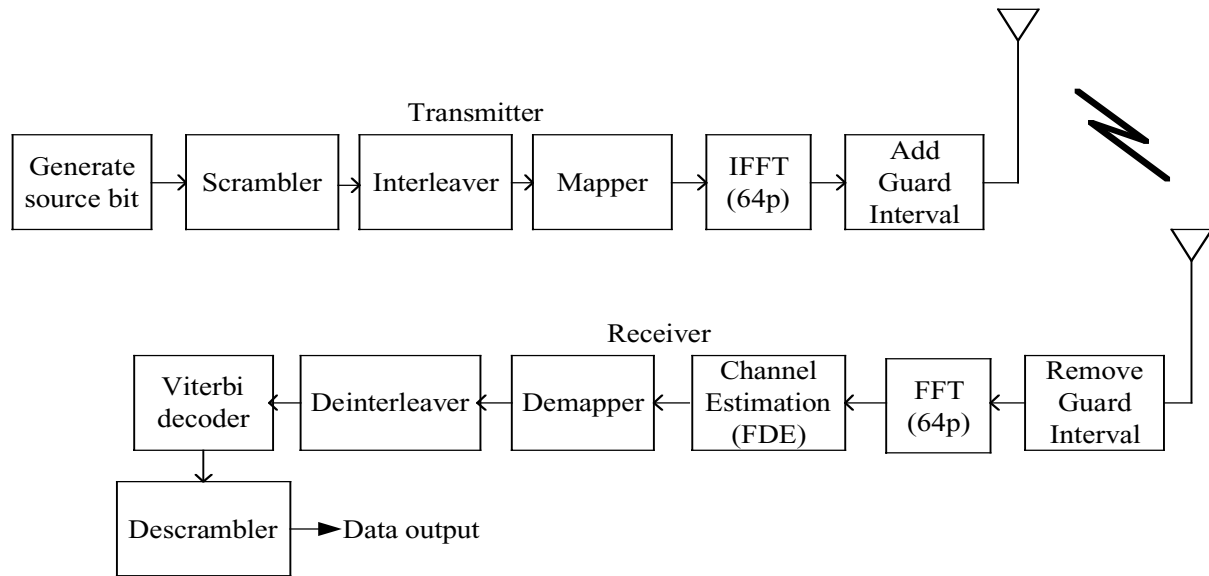 Transmitter
Generate
source bit
Scrambler
Interleaver
Mapper
IFFT
(64p)
Add
Guard
Interval
Receiver
Viterbi
decoder
Deinterleaver
Demapper
Channel
Estimation
(FDE)
FFT
(64p)
Remove
Guard
Interval
Descrambler
Data output